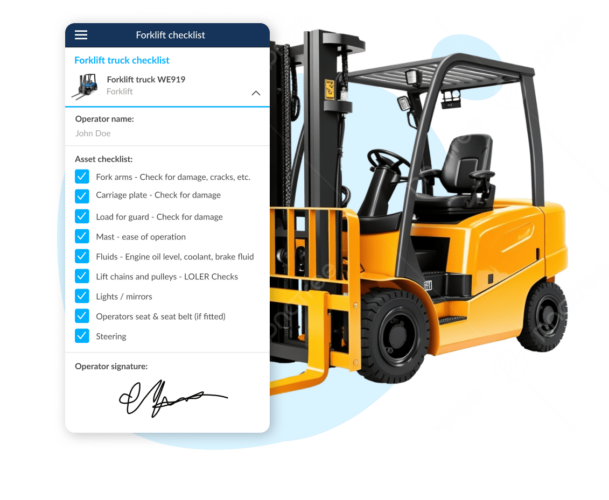 Forklift checklist
Forklift truck checklist
Forklift truck WE919
Forklift
Operator name:
John Doe
Asset checklist:
Fork arms - Check for damage, cracks, etc.
Carriage plate - Check for damage
Load for guard - Check for damage
Mast - ease of operation
Fluids - Engine oil level, coolant, brake fluid
Lift chains and pulleys - LOLER Checks
Lights / mirrors
Operators seat & seat belt (if fitted)
Steering
Operator signature: